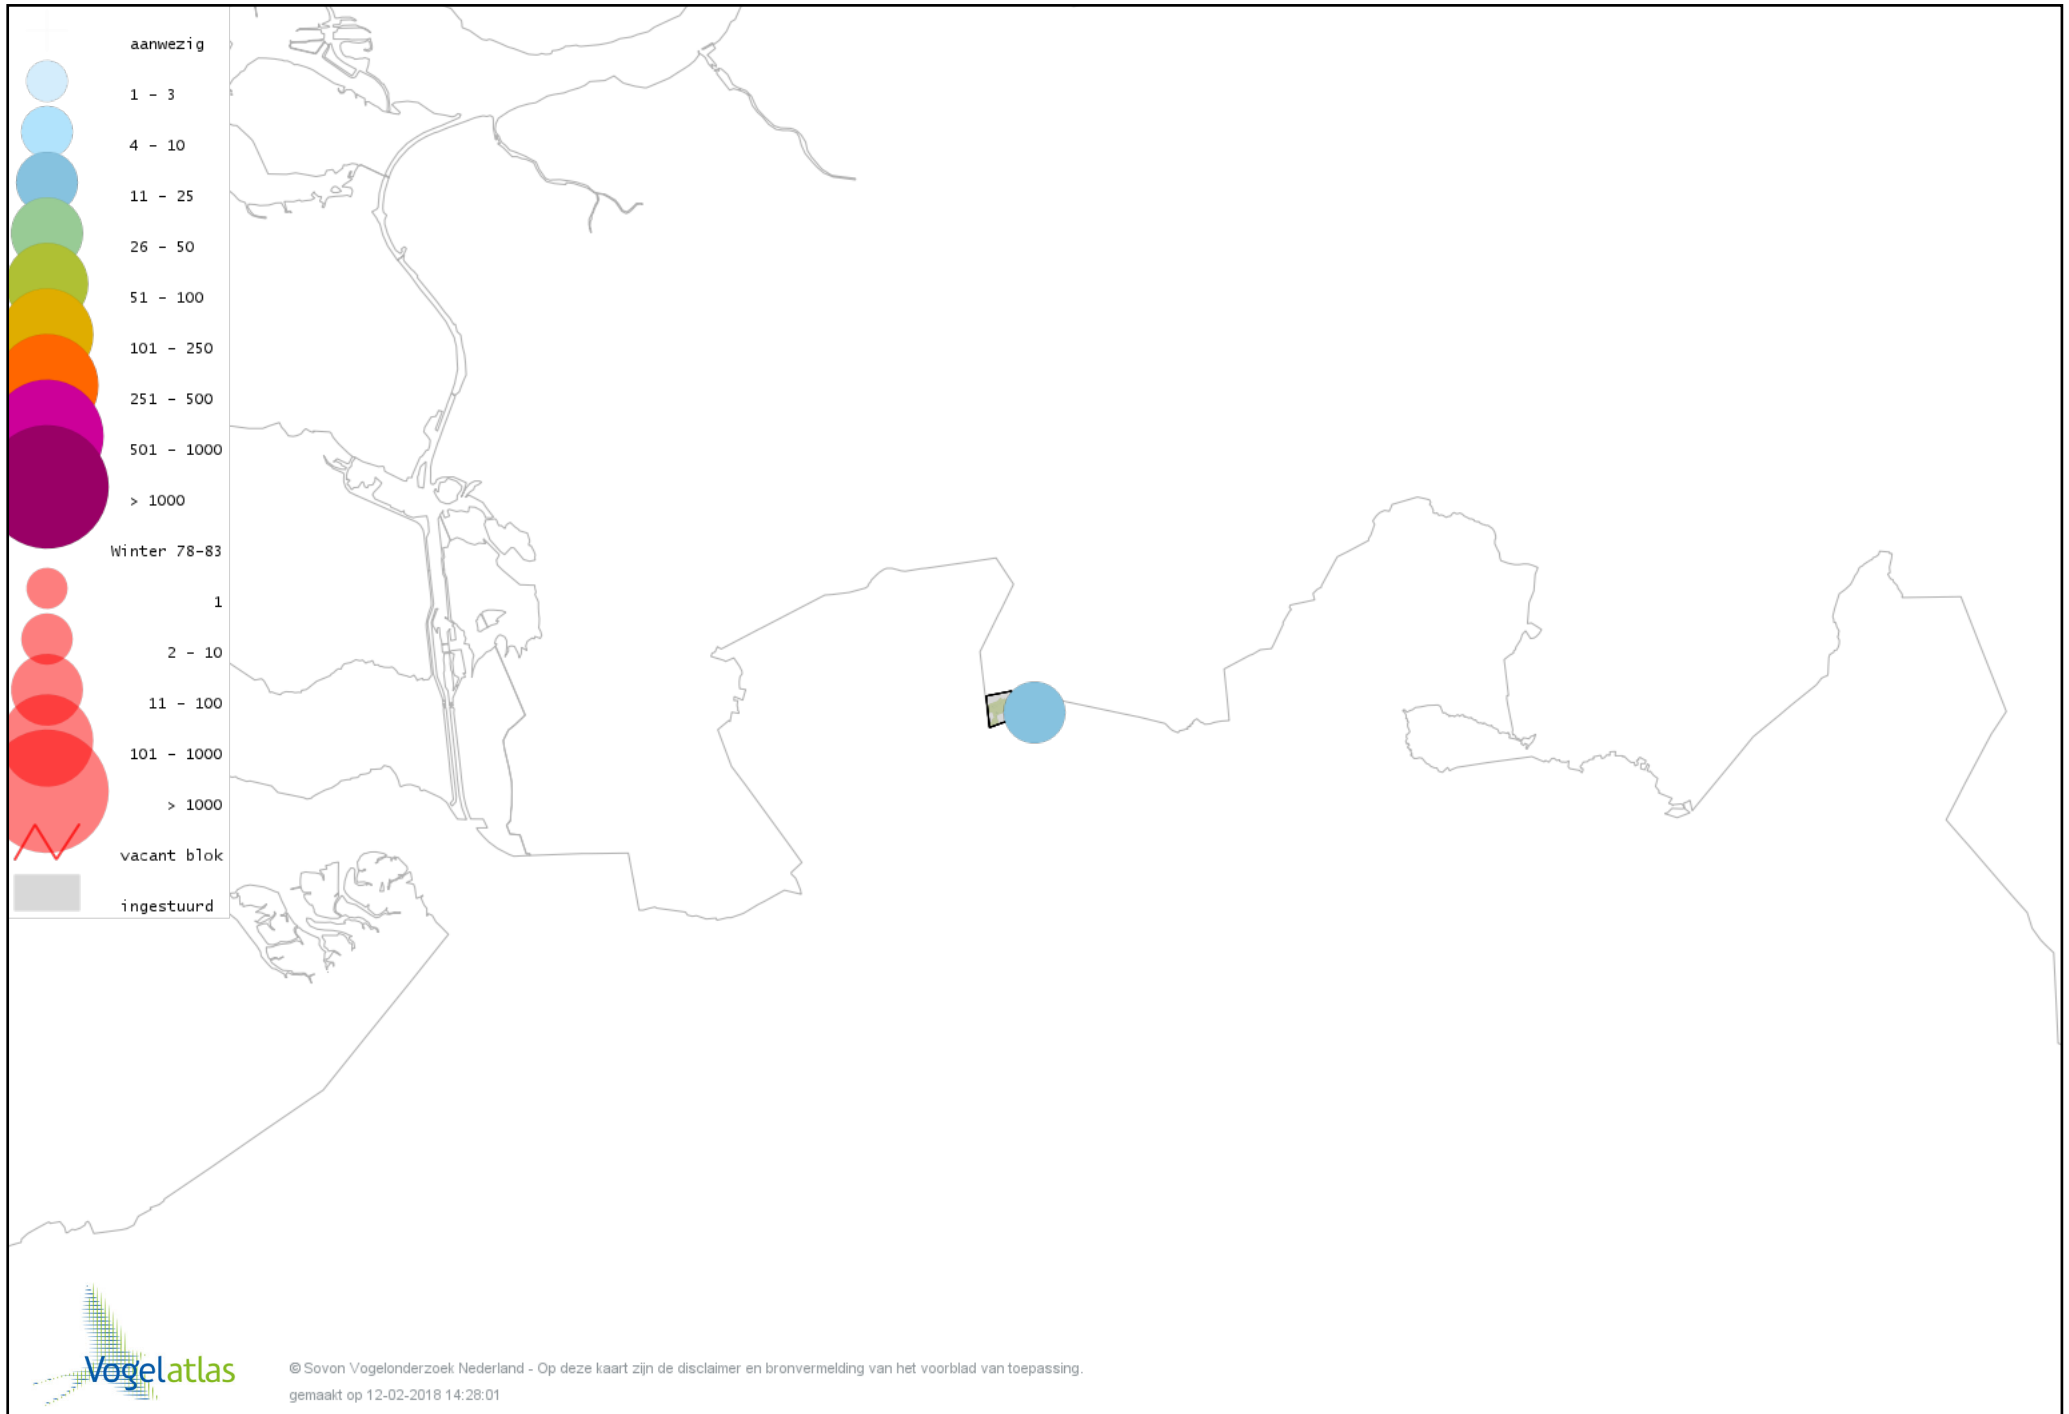 aanwezig
1 - 3
4 - 10
11 - 25
26 - 50
51 - 100
101 - 250
251 - 500
501 - 1000
> 1000
Winter 78-83
1
2 - 10
11 - 100
101 - 1000
> 1000
vacant blok
ingestuurd
Vogelatlas
© Sovon Vogelonderzoek Nederland - Op deze kaart zijn de disclaimer en bronvermelding van het voorblad van toepassing.
gemaakt op 12-02-2018 14:28:01